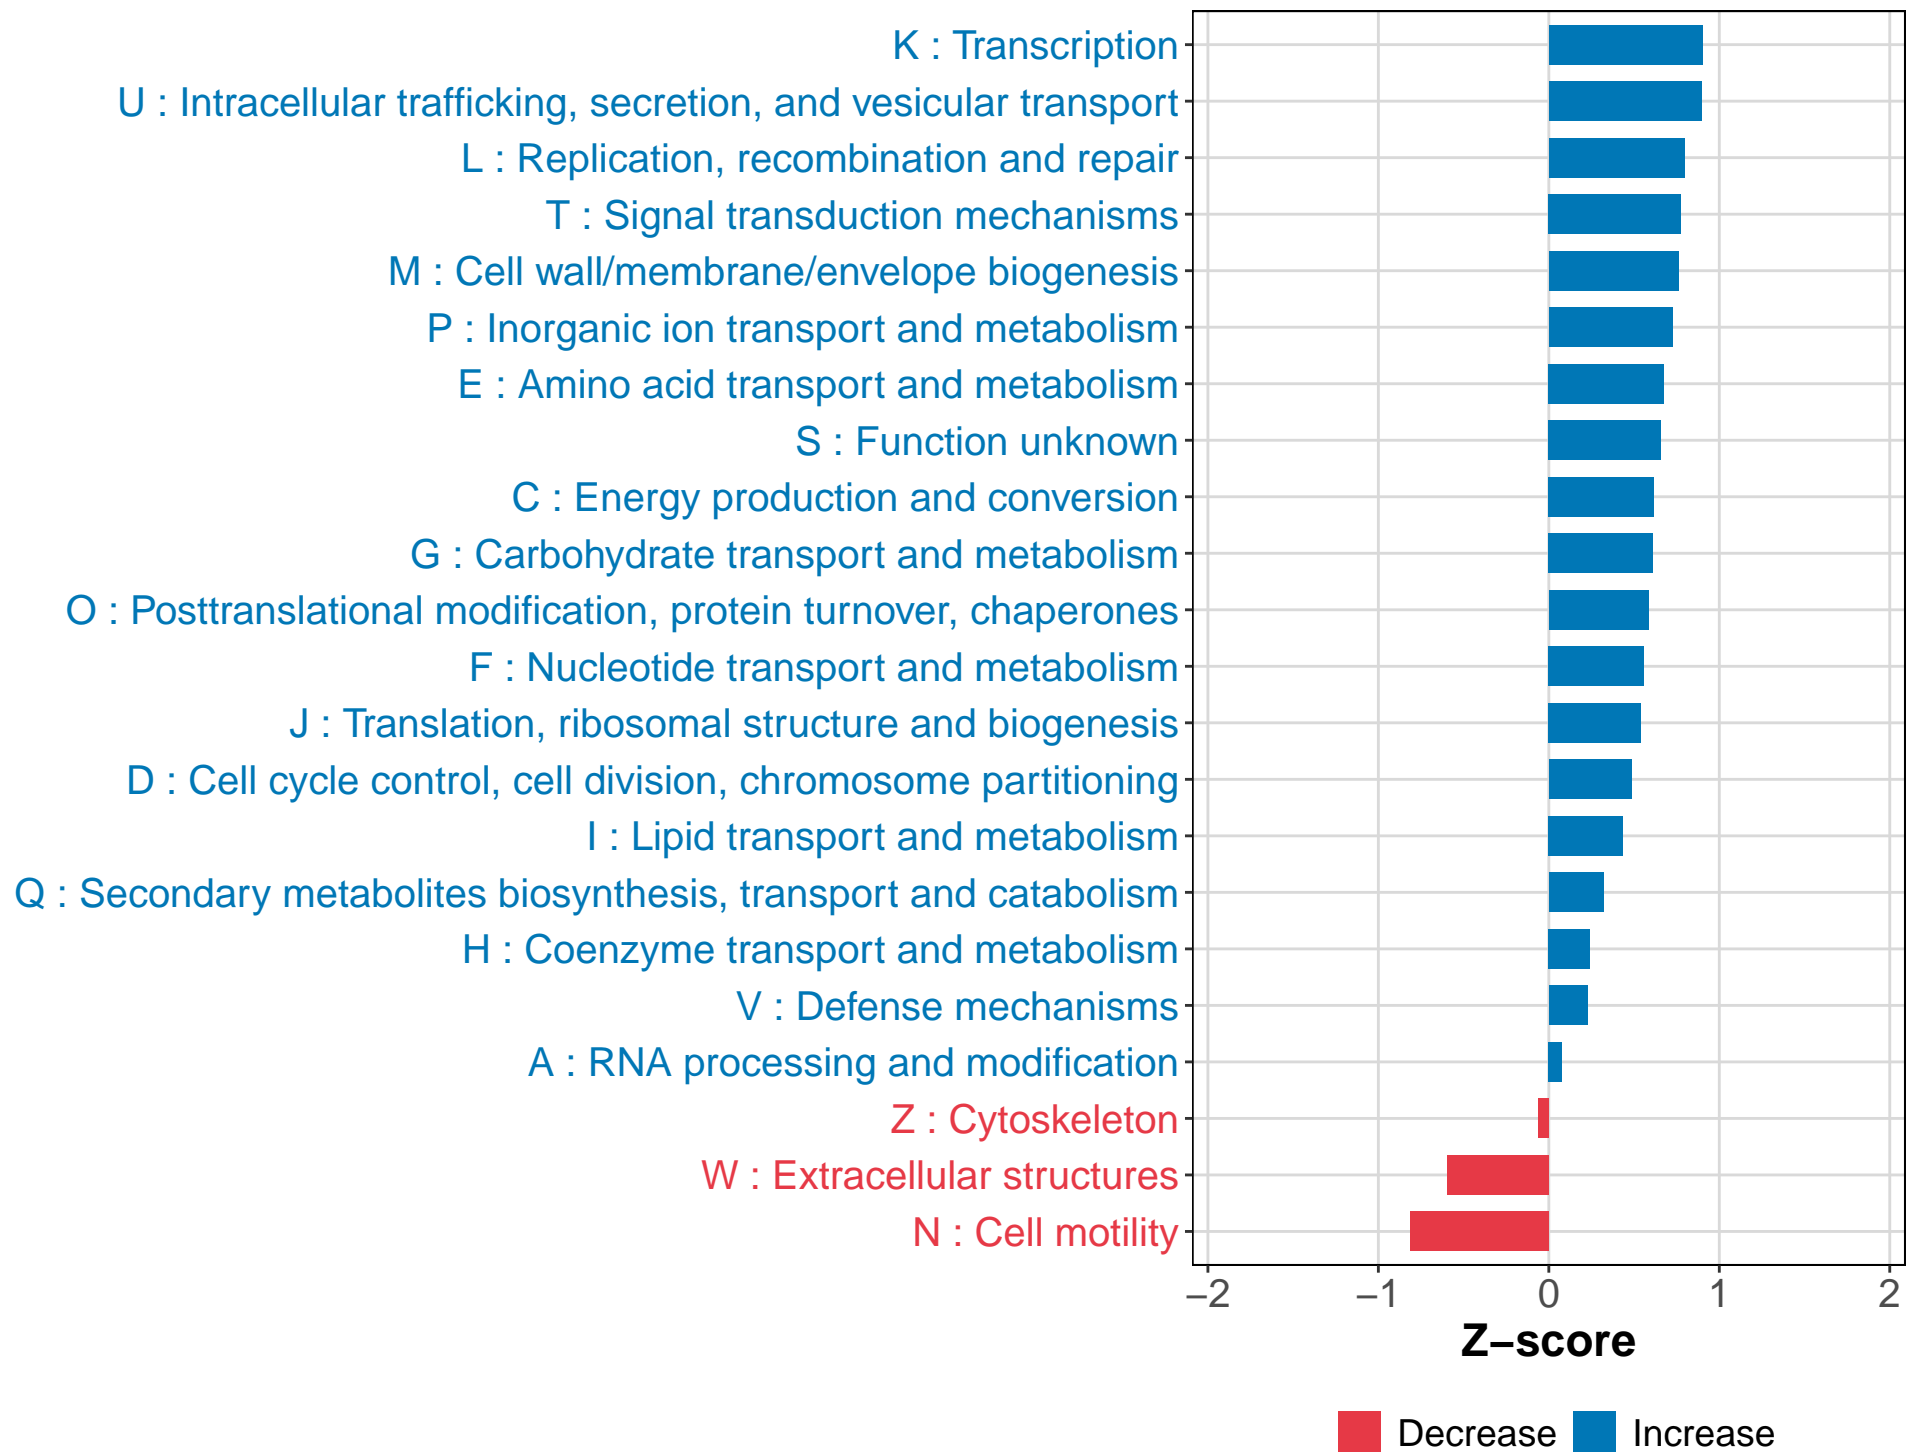 K : Transcription
U : Intracellular trafficking, secretion, and vesicular transport
L : Replication, recombination and repair
T : Signal transduction mechanisms
M : Cell wall/membrane/envelope biogenesis
P : Inorganic ion transport and metabolism
E : Amino acid transport and metabolism
S : Function unknown
C : Energy production and conversion
G : Carbohydrate transport and metabolism
O : Posttranslational modification, protein turnover, chaperones
F : Nucleotide transport and metabolism
J : Translation, ribosomal structure and biogenesis
D : Cell cycle control, cell division, chromosome partitioning
I : Lipid transport and metabolism
Q : Secondary metabolites biosynthesis, transport and catabolism
H : Coenzyme transport and metabolism
V : Defense mechanisms
A : RNA processing and modification
Z : Cytoskeleton
W : Extracellular structures
N : Cell motility
−2 −1 0 1 2
Z−score
Decrease Increase